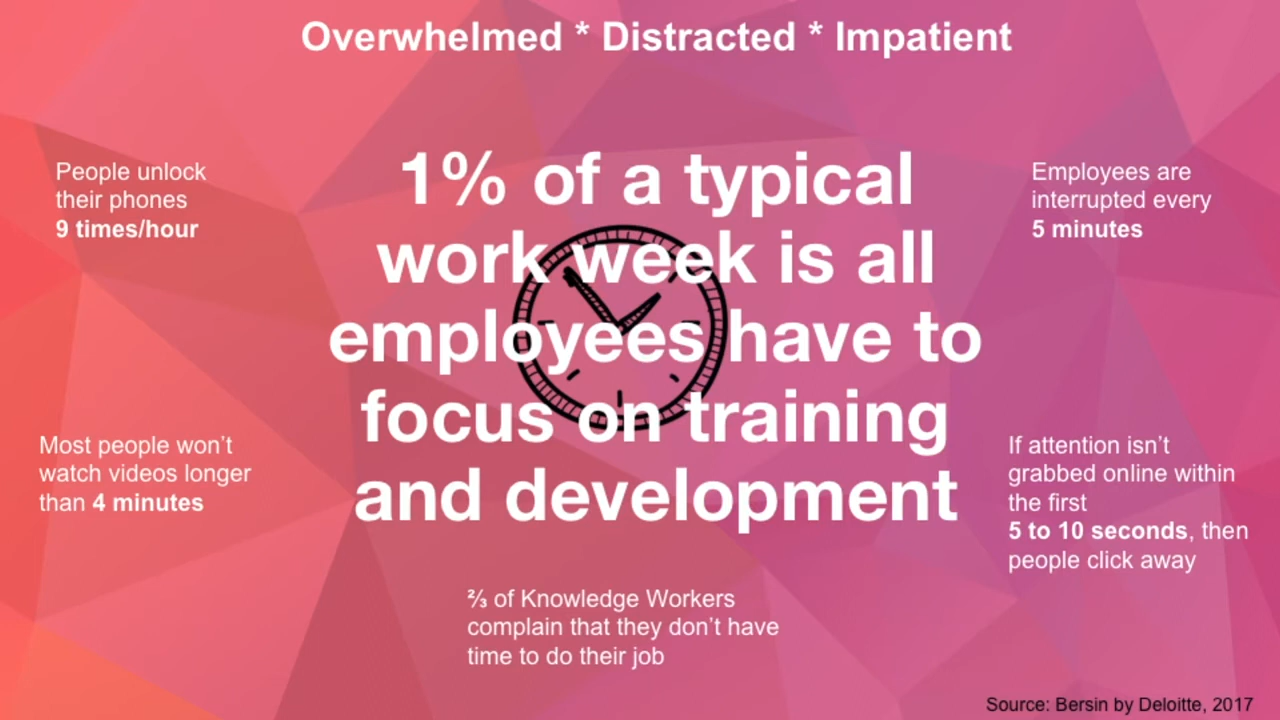 Overwhelmed * Distracted * Impatient
People unlock
their phones
9 times/hour
1% of a typical
work week is all
employees have to
focus on training
and development
Employees are
interrupted every
5 minutes
Most people won't
watch videos longer
than 4 minutes
If attention isn't
grabbed online within
the first
5 to 10 seconds, then
people click away
⅔ of Knowledge Workers
complain that they don't have
time to do their job
Source: Bersin by Deloitte, 2017